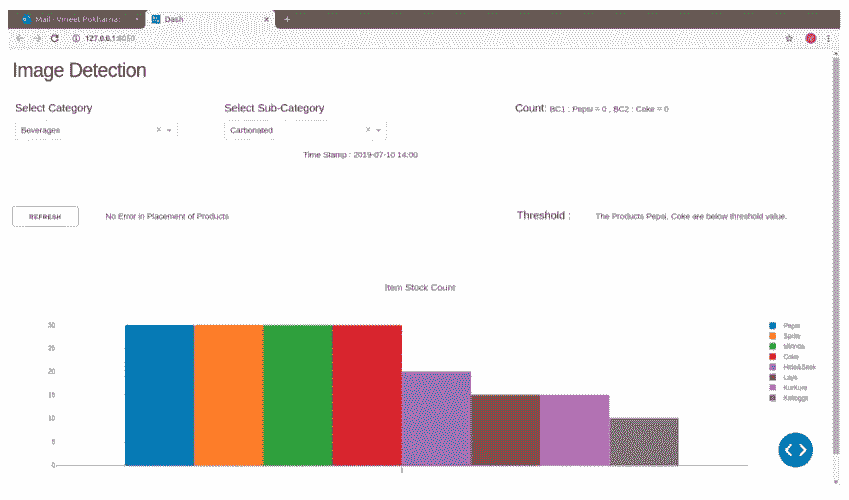 Dash
127.0.0.1:8050
Image Detection
Select Category
Select Sub-Category
Count: BC1 : Pepsi = 0 , BC2 : Coke = 0
Beverages
Carbonated
Time Stamp : 2019-07-10 14:00
REFRESH
No Error in Placement of Products
Threshold :
The Products Pepsi, Coke are below threshold value.
Item Stock Count
30
25
20
15
10
5
0
1
Pepsi
Sprite
Mirinda
Coke
Hide&Seek
Lays
Kurkure
Kelloggs